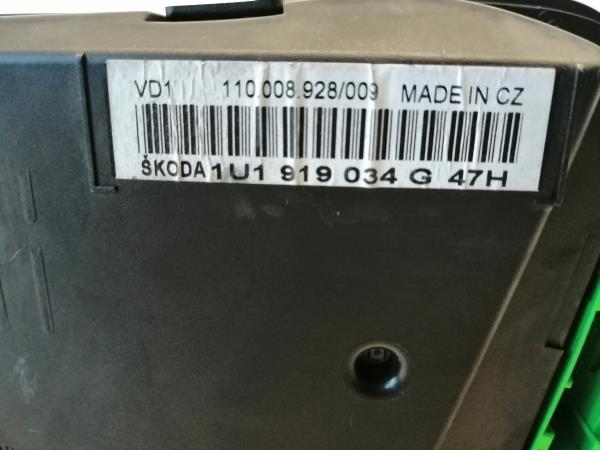 VD1 110.008.928/009 MADE IN CZ
ŠKODA 1U1 919 034 G 47H